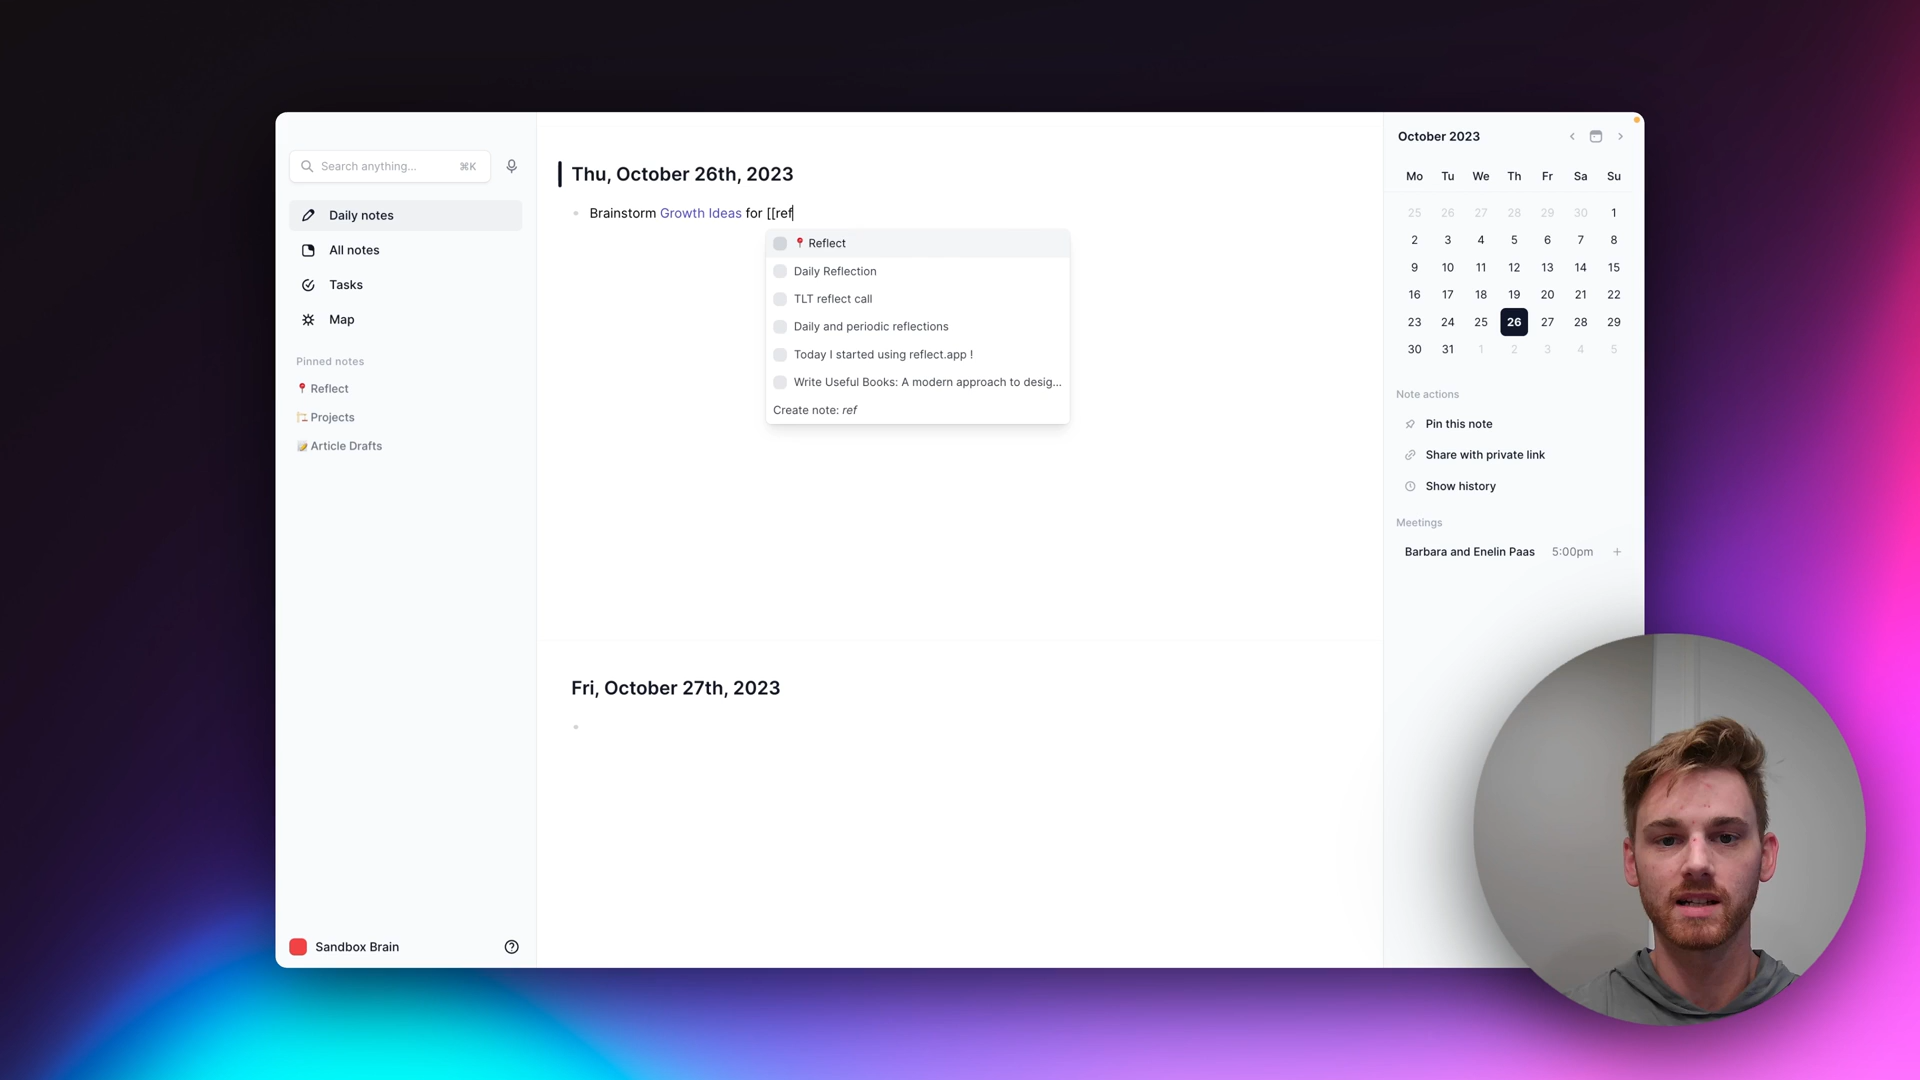 Search anything... ⌘K
Daily notes
All notes
Tasks
Map
Pinned notes
📍 Reflect
🏗️ Projects
📝 Article Drafts
Sandbox Brain
Thu, October 26th, 2023
Brainstorm Growth Ideas for [[ref
📍 Reflect
Daily Reflection
TLT reflect call
Daily and periodic reflections
Today I started using reflect.app !
Write Useful Books: A modern approach to desig...
Create note: ref
Fri, October 27th, 2023
October 2023
Mo Tu We Th Fr Sa Su
25 26 27 28 29 30 1
2 3 4 5 6 7 8
9 10 11 12 13 14 15
16 17 18 19 20 21 22
23 24 25 26 27 28 29
30 31 1 2 3 4 5
Note actions
Pin this note
Share with private link
Show history
Meetings
Barbara and Enelin Paas 5:00pm +